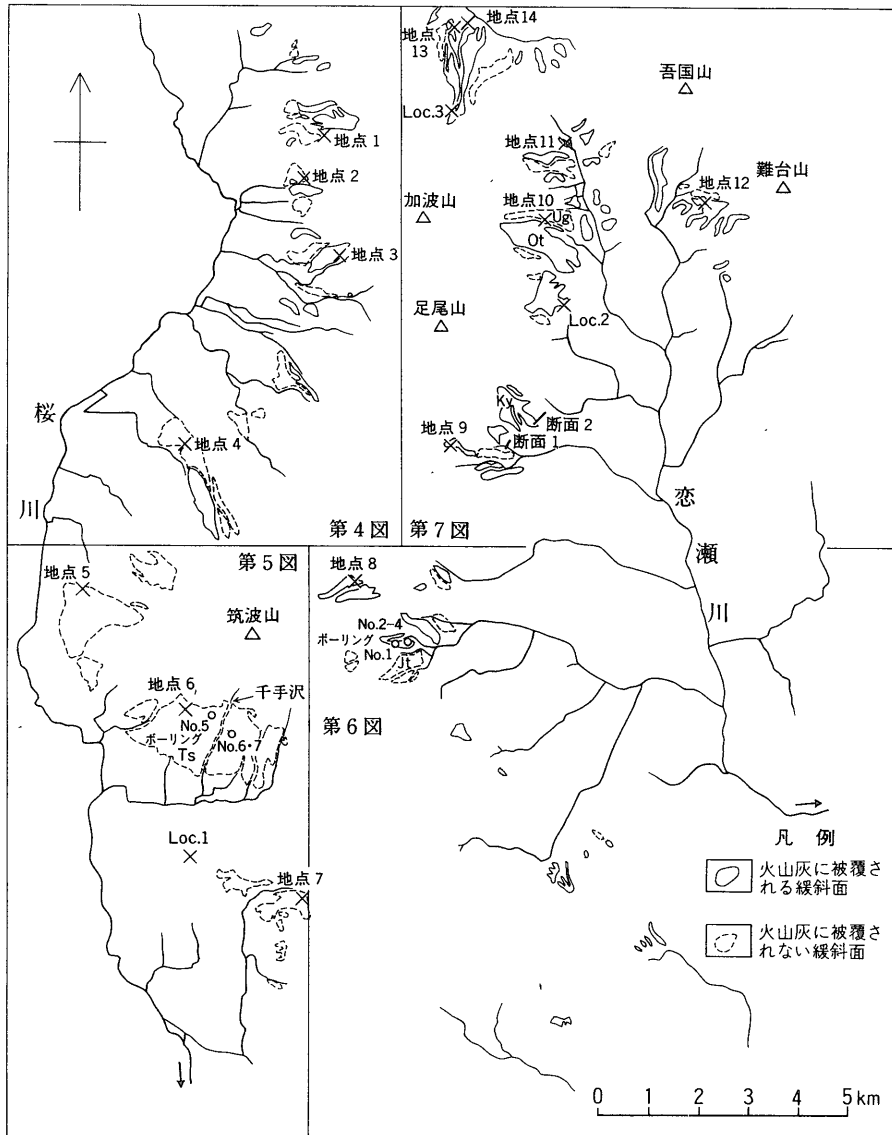 地点14
地点
13
吾国山
Loc.3
地点1
地点11
地点2
地点12
難台山
加波山
地点10
Ug
Ot
地点3
足尾山
Loc.2
桜
川
地点4
Ky
断面2
地点9
断面1
恋
瀬
川
第4図
第7図
第5図
地点5
地点8
筑波山
No.2-4
ボーリング
No.1
Jt
千手沢
地点6
No.5
ボーリング
No.6・7
Ts
第6図
Loc.1
地点7
凡例
火山灰に被覆さ
れる緩斜面
火山灰に被覆さ
れない緩斜面
0 1 2 3 4 5 km